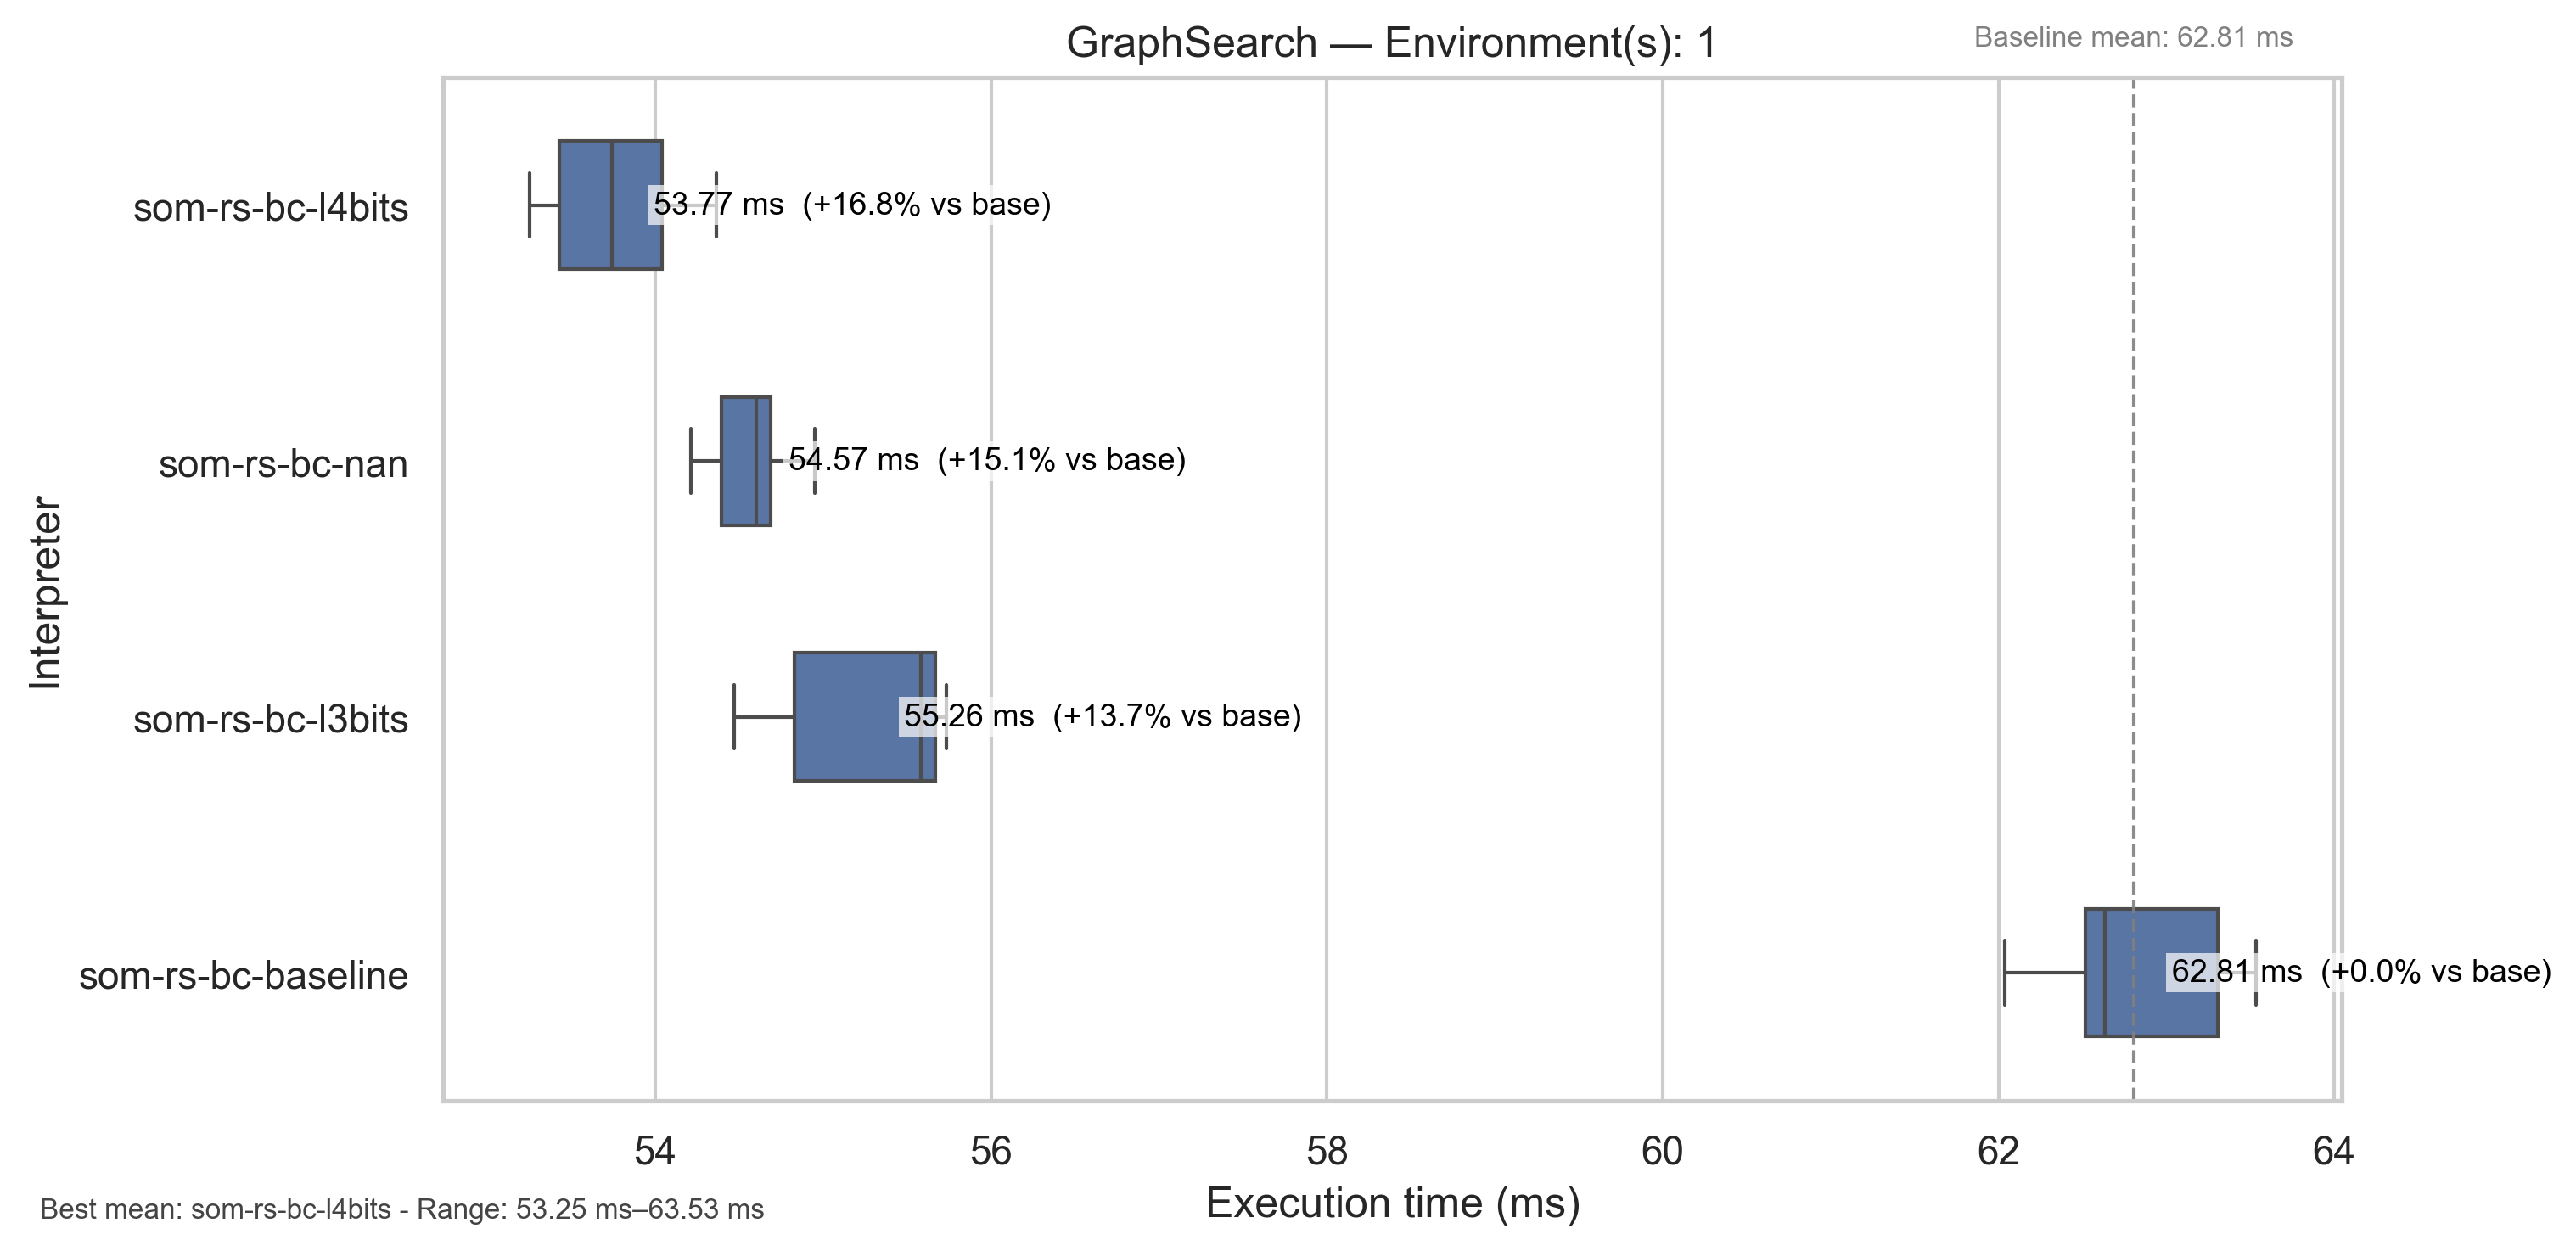 GraphSearch — Environment(s): 1
Baseline mean: 62.81 ms
Interpreter
som-rs-bc-l4bits
53.77 ms (+16.8% vs base)
som-rs-bc-nan
54.57 ms (+15.1% vs base)
som-rs-bc-l3bits
55.26 ms (+13.7% vs base)
som-rs-bc-baseline
62.81 ms (+0.0% vs base)
54 56 58 60 62 64
Execution time (ms)
Best mean: som-rs-bc-l4bits - Range: 53.25 ms–63.53 ms